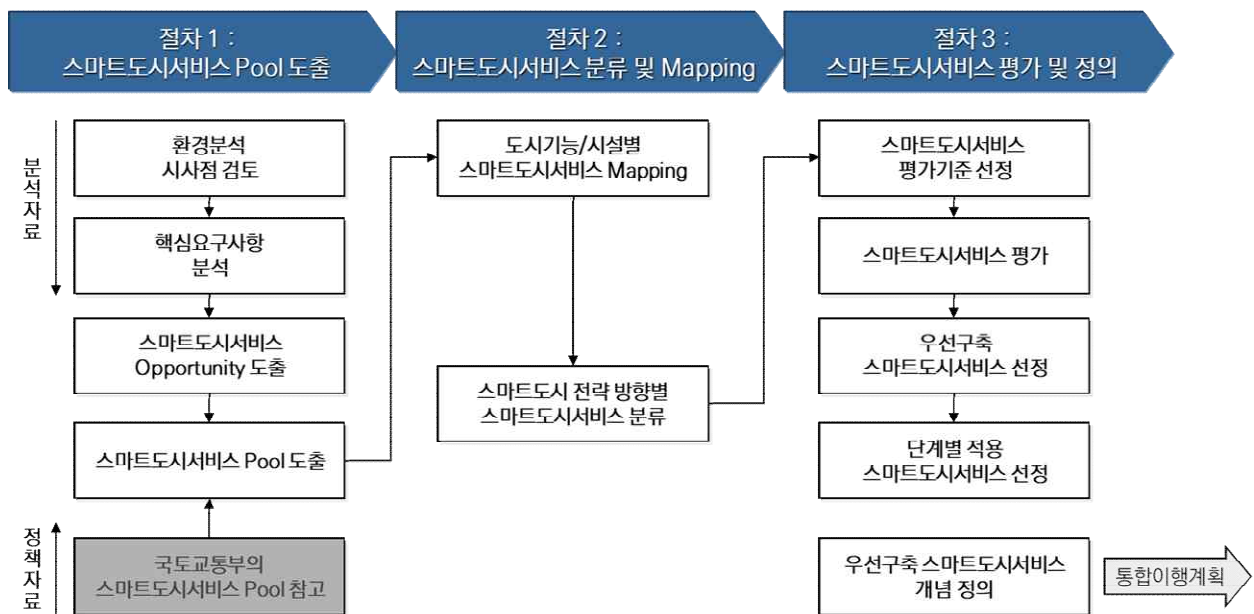 절차 1 :
스마트도시서비스 Pool 도출
절차 2 :
스마트도시서비스 분류 및 Mapping
절차 3 :
스마트도시서비스 평가 및 정의
분석자료
환경분석
시사점 검토
핵심요구사항
분석
스마트도시서비스
Opportunity 도출
스마트도시서비스 Pool 도출
정책자료
국도교통부의
스마트도시서비스 Pool 참고
도시기능/시설별
스마트도시서비스 Mapping
스마트도시 전략 방향별
스마트도시서비스 분류
스마트도시서비스
평가기준 선정
스마트도시서비스 평가
우선구축
스마트도시서비스 선정
단계별 적용
스마트도시서비스 선정
우선구축 스마트도시서비스
개념 정의
통합이행계획